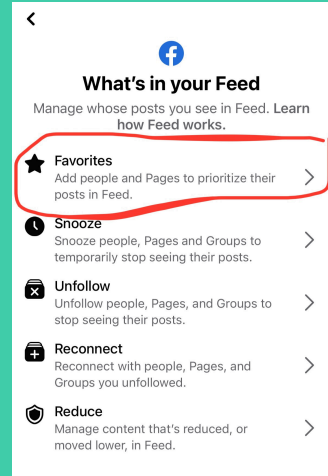 What's in your Feed
Manage whose posts you see in Feed. Learn
how Feed works.
Favorites
Add people and Pages to prioritize their
posts in Feed.
Snooze
Snooze people, Pages and Groups to
temporarily stop seeing their posts.
Unfollow
Unfollow people, Pages, and Groups to
stop seeing their posts.
Reconnect
Reconnect with people, Pages, and
Groups you unfollowed.
Reduce
Manage content that's reduced, or
moved lower, in Feed.